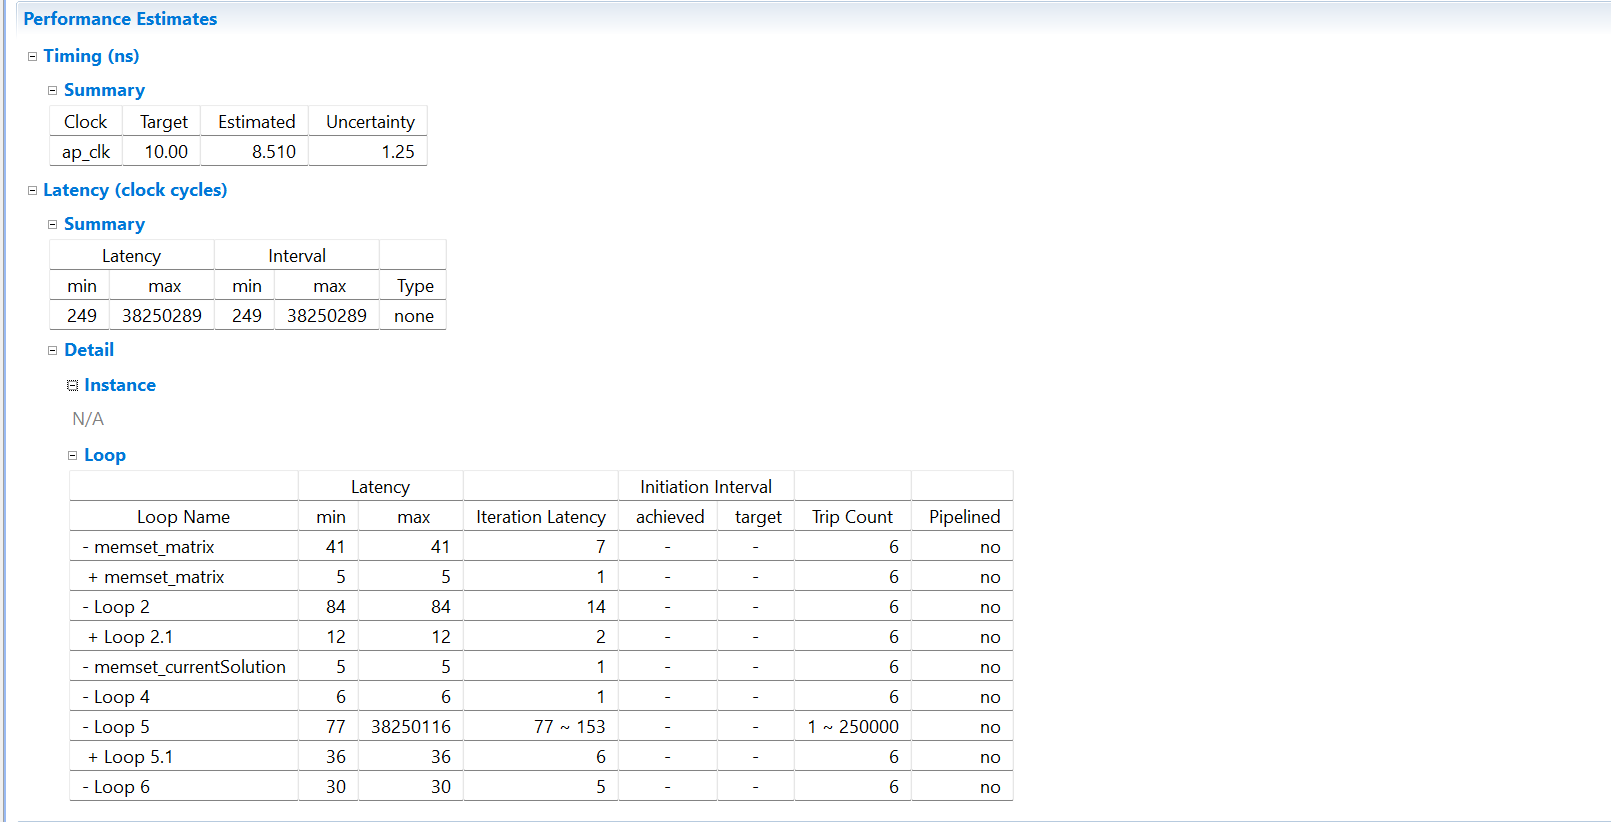 Performance Estimates
Timing (ns)
Summary
Clock Target Estimated Uncertainty
ap_clk 10.00 8.510 1.25
Latency (clock cycles)
Summary
Latency Interval
min max min max Type
249 38250289 249 38250289 none
Detail
Instance
N/A
Loop
Latency Initiation Interval
Loop Name min max Iteration Latency achieved target Trip Count Pipelined
- memset_matrix 41 41 7 - - 6 no
+ memset_matrix 5 5 1 - - 6 no
- Loop 2 84 84 14 - - 6 no
+ Loop 2.1 12 12 2 - - 6 no
- memset_currentSolution 5 5 1 - - 6 no
- Loop 4 6 6 1 - - 6 no
- Loop 5 77 38250116 77 ~ 153 - - 1 ~ 250000 no
+ Loop 5.1 36 36 6 - - 6 no
- Loop 6 30 30 5 - - 6 no